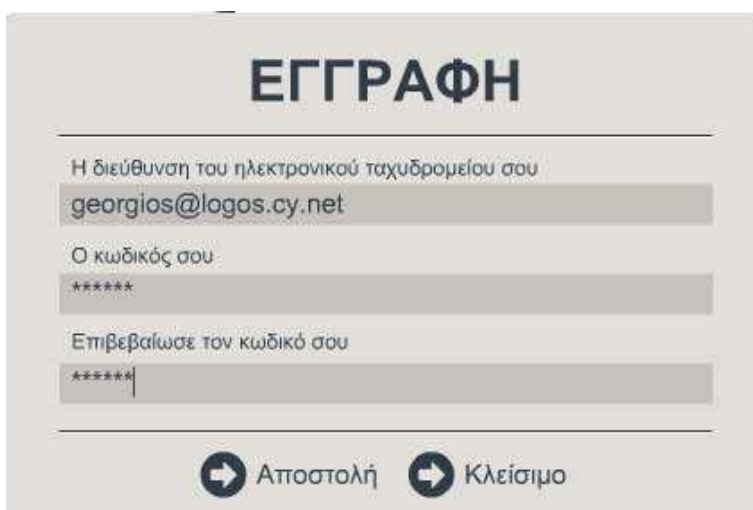 ΕΓΓΡΑΦΗ
Η διεύθυνση του ηλεκτρονικού ταχυδρομείου σου
georgios@logos.cy.net
Ο κωδικός σου
******
Επιβεβαίωσε τον κωδικό σου
******
Αποστολή Κλείσιμο